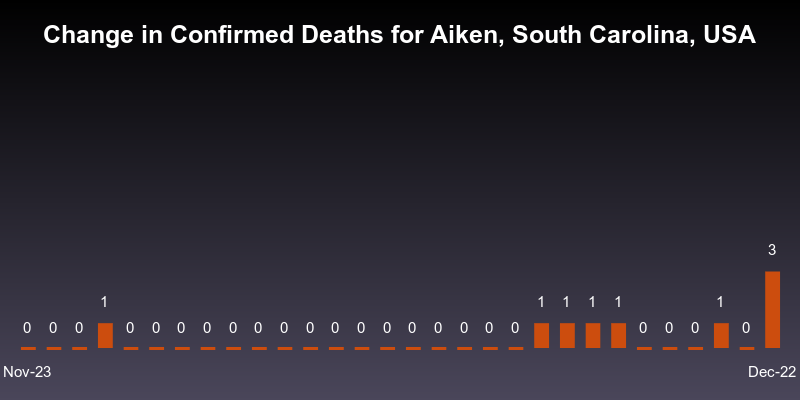 Change in Confirmed Deaths for Aiken, South Carolina, USA
3
1 1 1 1 1 1
0 0 0 0 0 0 0 0 0 0 0 0 0 0 0 0 0 0 0 0 0 0 0
Nov-23 Dec-22